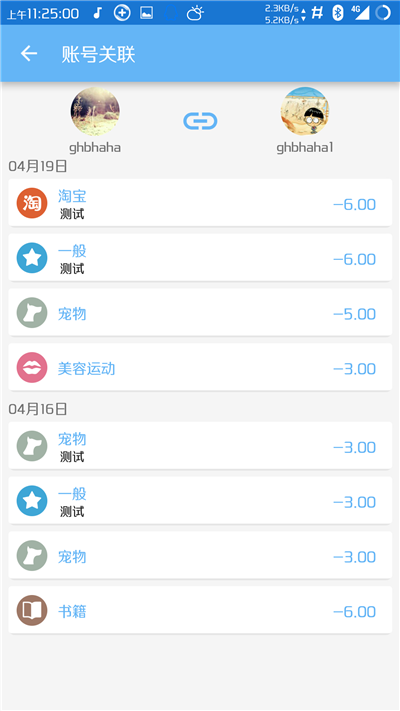 上午11:25:00
2.3KB/s
5.2KB/s
4G
账号关联
ghbhaha
ghbhaha1
04月19日
淘
淘宝
测试
−6.00
一般
测试
−6.00
宠物
−5.00
美容运动
−3.00
04月16日
宠物
测试
−3.00
一般
测试
−3.00
宠物
−3.00
书籍
−6.00